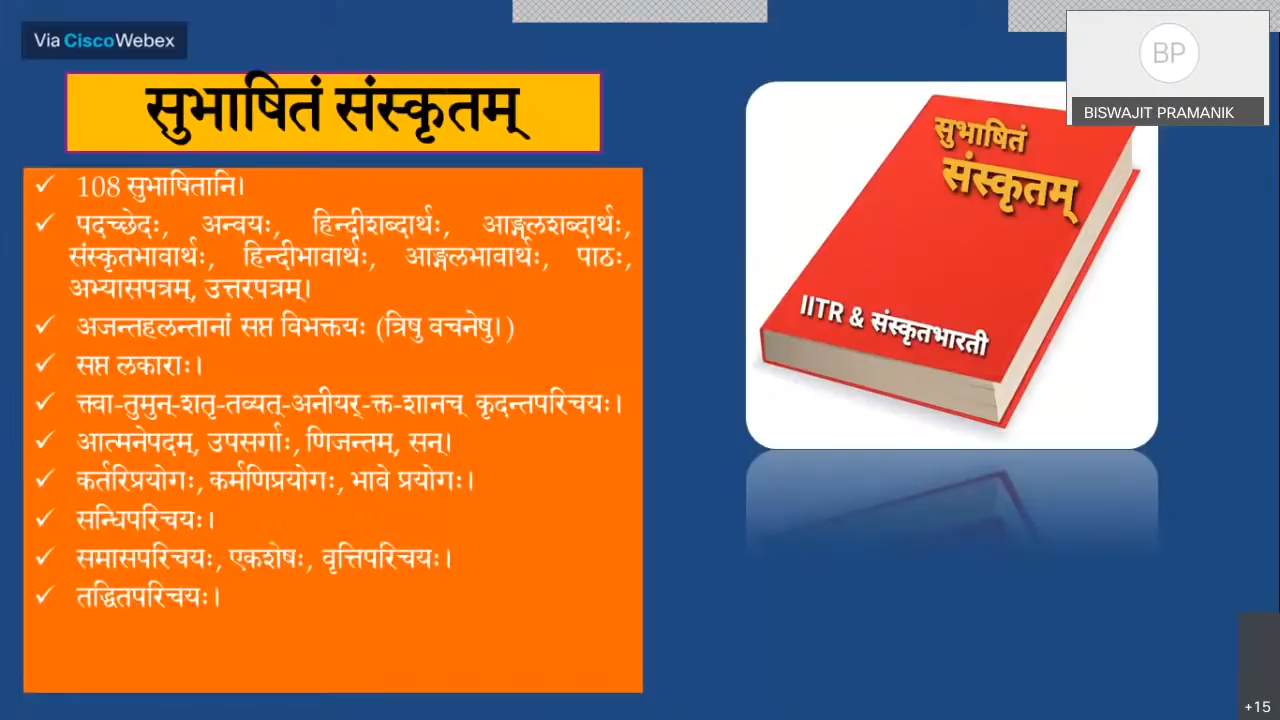 Via CiscoWebex
BP
BISWAJIT PRAMANIK
सुभाषितं संस्कृतम्
✓ 108 सुभाषितानि।
✓ पदच्छेदः, अन्वयः, हिन्दीशब्दार्थः, आङ्गलशब्दार्थः,
संस्कृतभावार्थः, हिन्दीभावार्थः, आङ्गलभावार्थः, पाठः,
अभ्यासपत्रम्, उत्तरपत्रम्।
✓ अजन्तहलन्तानां सप्त विभक्तयः (त्रिषु वचनेषु।)
✓ सप्त लकाराः।
✓ क्त्वा-तुमुन्-शतृ-तव्यत्-अनीयर्-क्त-शानच् कृदन्तपरिचयः।
✓ आत्मनेपदम्, उपसर्गाः, णिजन्तम्, सन्।
✓ कर्तरिप्रयोगः, कर्मणिप्रयोगः, भावे प्रयोगः।
✓ सन्धिपरिचयः।
✓ समासपरिचयः, एकशेषः, वृत्तिपरिचयः।
✓ तद्धितपरिचयः।
सुभाषितं
संस्कृतम्
IITR & संस्कृतभारती
+15